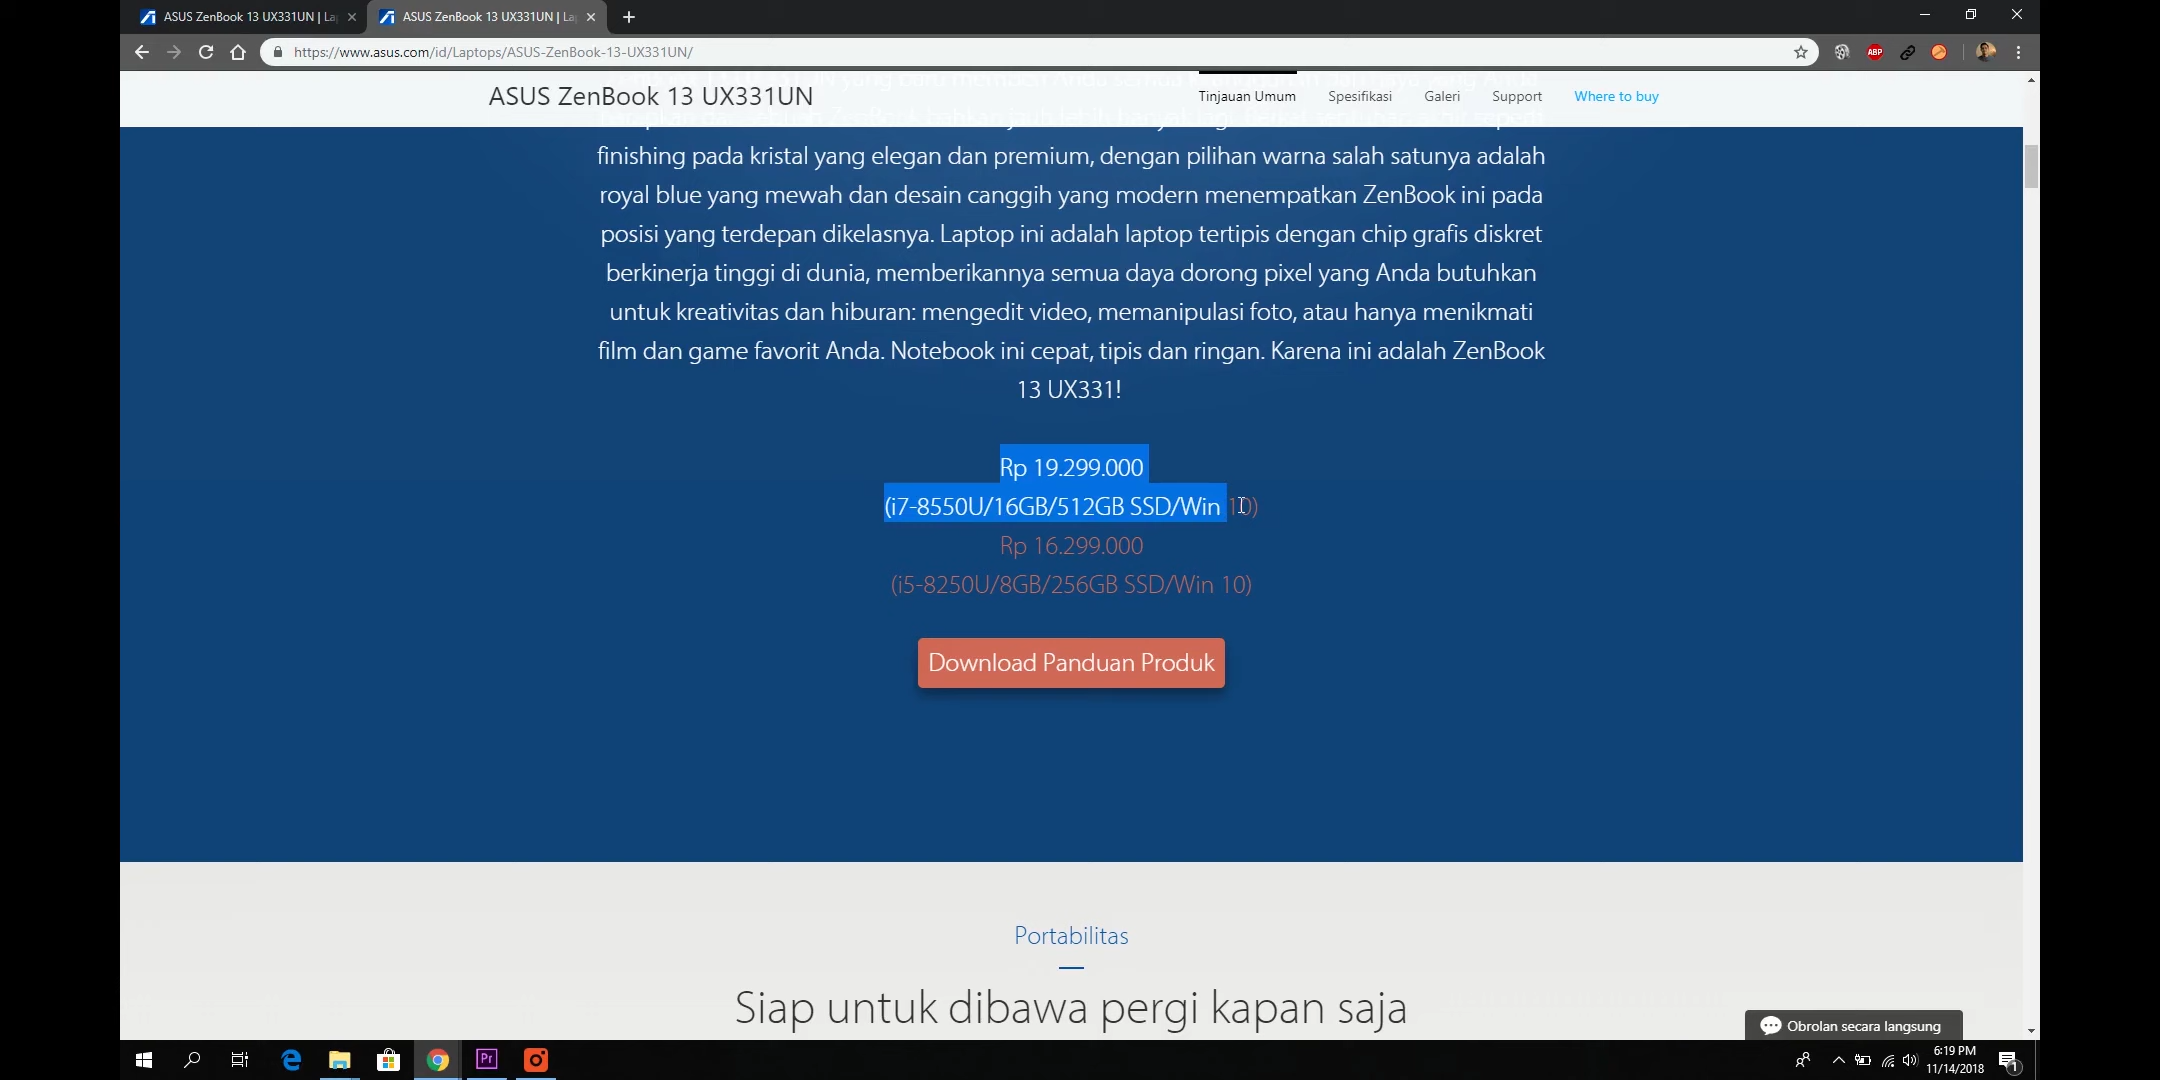 ASUS ZenBook 13 UX331UN | La
ASUS ZenBook 13 UX331UN | La
https://www.asus.com/id/Laptops/ASUS-ZenBook-13-UX331UN/
ABP
ASUS ZenBook 13 UX331UN
Tinjauan Umum
Spesifikasi
Galeri
Support
Where to buy
finishing pada kristal yang elegan dan premium, dengan pilihan warna salah satunya adalah
royal blue yang mewah dan desain canggih yang modern menempatkan ZenBook ini pada
posisi yang terdepan dikelasnya. Laptop ini adalah laptop tertipis dengan chip grafis diskret
berkinerja tinggi di dunia, memberikannya semua daya dorong pixel yang Anda butuhkan
untuk kreativitas dan hiburan: mengedit video, memanipulasi foto, atau hanya menikmati
film dan game favorit Anda. Notebook ini cepat, tipis dan ringan. Karena ini adalah ZenBook
13 UX331!
Rp 19.299.000
(i7-8550U/16GB/512GB SSD/Win 10)
Rp 16.299.000
(i5-8250U/8GB/256GB SSD/Win 10)
Download Panduan Produk
Portabilitas
Siap untuk dibawa pergi kapan saja
Obrolan secara langsung
Pr
6:19 PM
11/14/2018
1